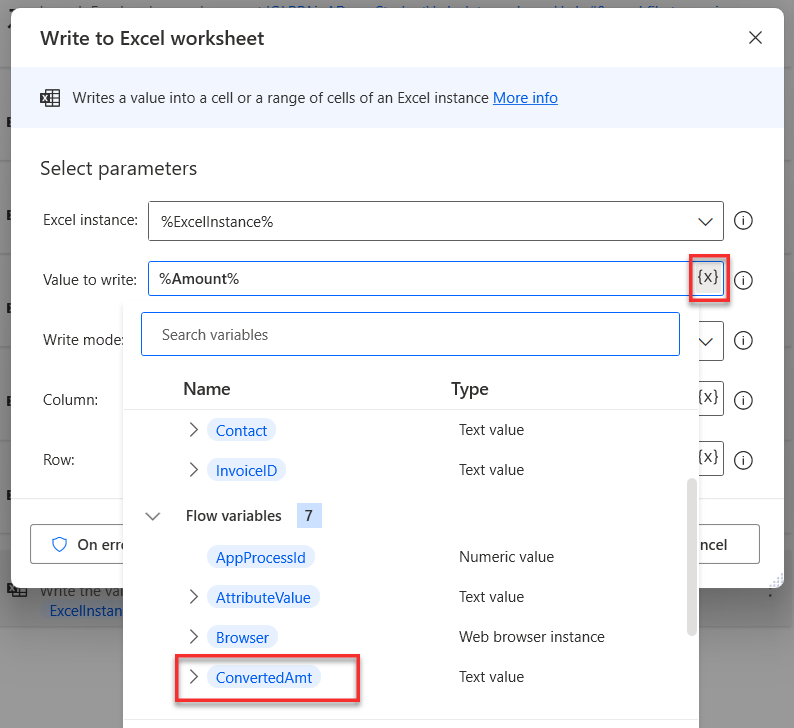 Write to Excel worksheet
Writes a value into a cell or a range of cells of an Excel instance More info
Select parameters
Excel instance: %ExcelInstance%
Value to write: %Amount% {x}
Write mode:
Search variables
Name Type
Column: {x}
Contact Text value
Row: {x}
InvoiceID Text value
Flow variables 7
On erro
ncel
AppProcessId Numeric value
Write the va
AttributeValue Text value
ExcelInstan
Browser Web browser instance
ConvertedAmt Text value